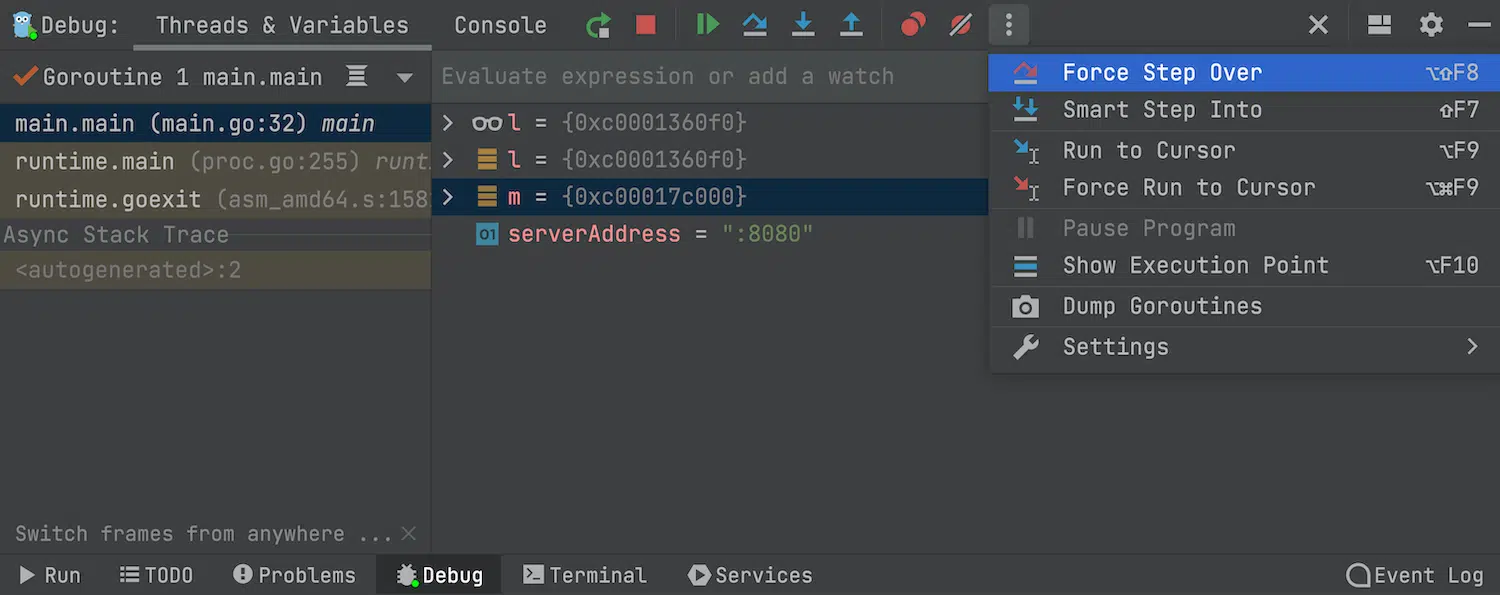 Debug: Threads & Variables Console
Goroutine 1 main.main
Evaluate expression or add a watch
main.main (main.go:32) main
runtime.main (proc.go:255) runt
runtime.goexit (asm_amd64.s:158
Async Stack Trace
<autogenerated>:2
Switch frames from anywhere ...
l = {0xc0001360f0}
l = {0xc0001360f0}
m = {0xc00017c000}
01 serverAddress = ":8080"
Force Step Over ⌥⇧F8
Smart Step Into ⇧F7
Run to Cursor ⌥F9
Force Run to Cursor ⌥⌘F9
Pause Program
Show Execution Point ⌥F10
Dump Goroutines
Settings
Run TODO Problems Debug Terminal Services Event Log